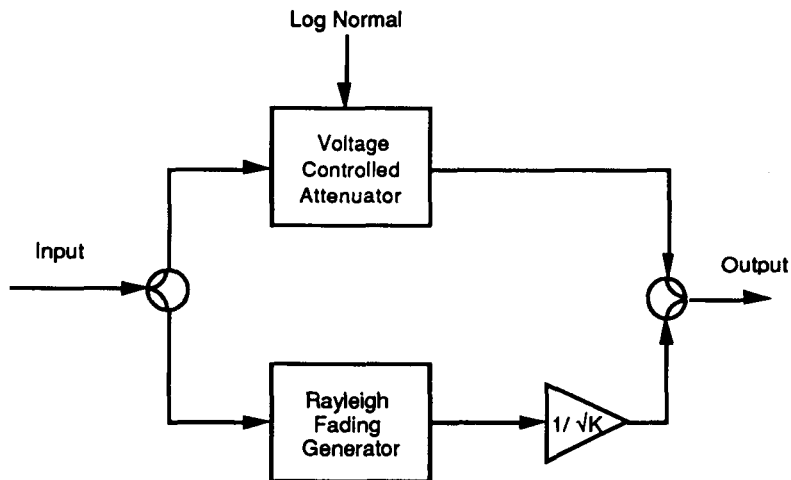 Log Normal
Voltage
Controlled
Attenuator
Input
Output
Rayleigh
Fading
Generator
1/ √K